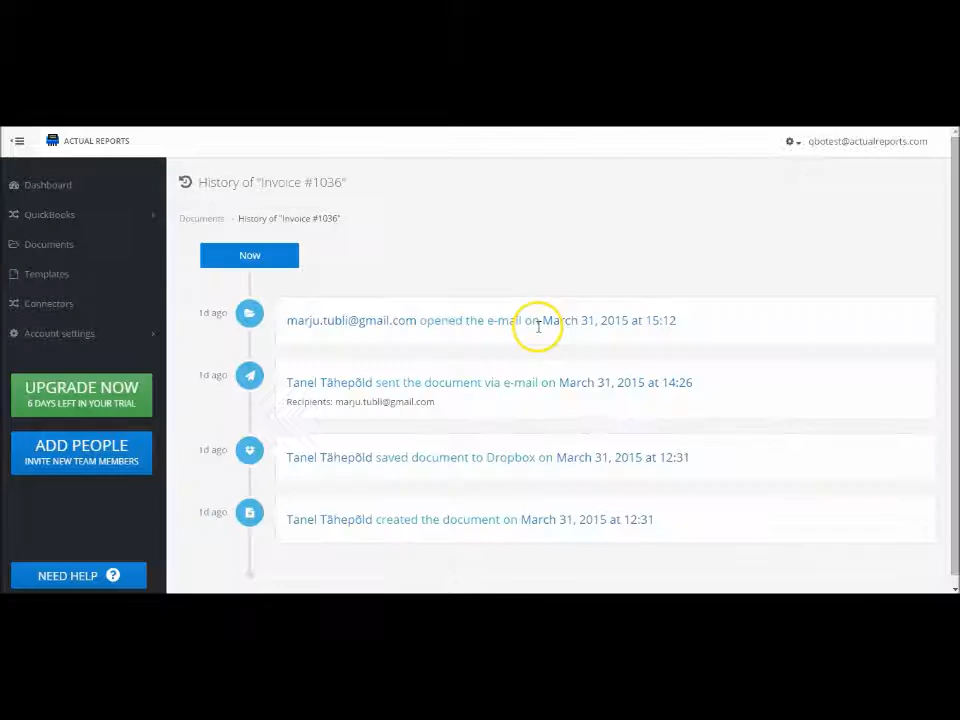 ACTUAL REPORTS
qbotest@actualreports.com
Dashboard
QuickBooks
Documents
Templates
Connectors
Account settings
UPGRADE NOW
6 DAYS LEFT IN YOUR TRIAL
ADD PEOPLE
INVITE NEW TEAM MEMBERS
NEED HELP ?
History of "Invoice #1036"
Documents History of "Invoice #1036"
Now
1d ago marju.tubli@gmail.com opened the e-mail on March 31, 2015 at 15:12
1d ago Tanel Tähepõld sent the document via e-mail on March 31, 2015 at 14:26
Recipients: marju.tubli@gmail.com
1d ago Tanel Tähepõld saved document to Dropbox on March 31, 2015 at 12:31
1d ago Tanel Tähepõld created the document on March 31, 2015 at 12:31